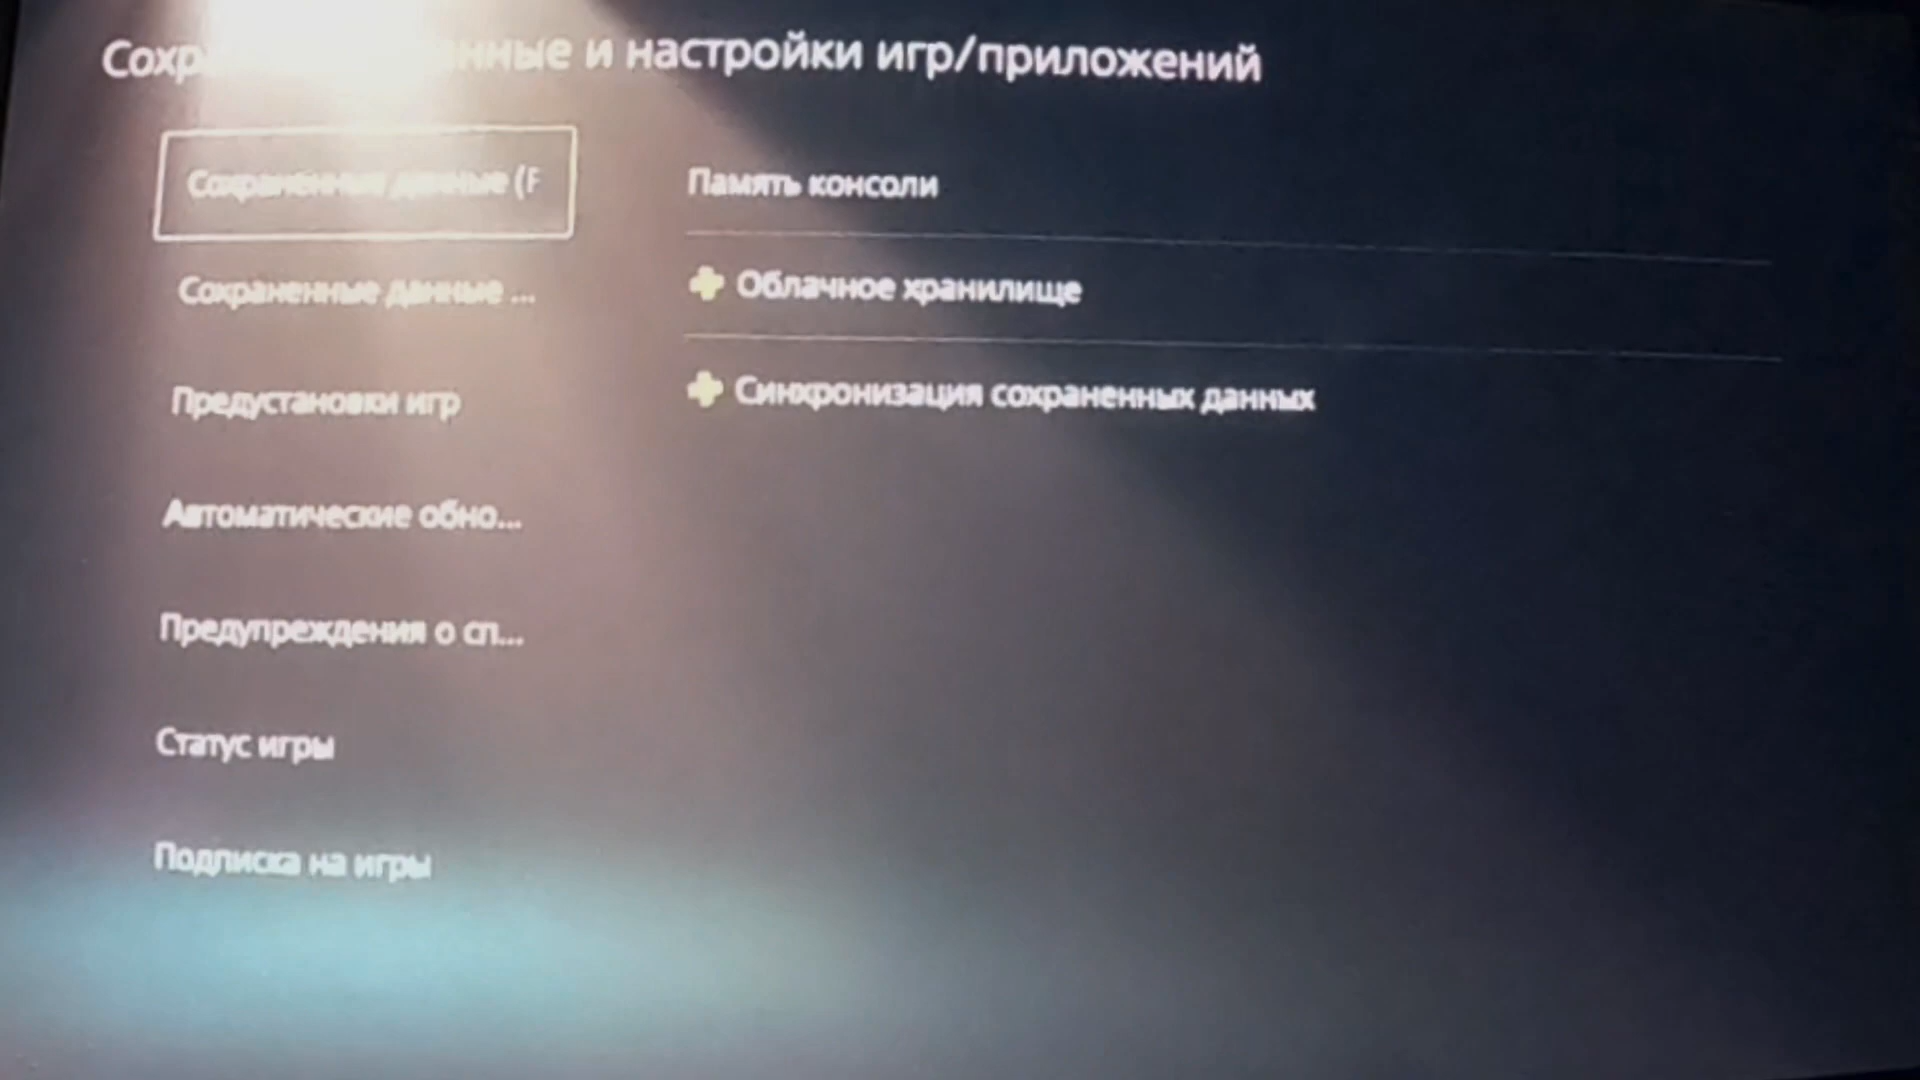 Сохр нные и настройки игр/приложений
Сохраненные данные (F
Сохраненные данные ...
Предустановки игр
Автоматические обно...
Предупреждения о сп...
Статус игры
Подписка на игры
Память консоли
Облачное хранилище
Синхронизация сохраненных данных